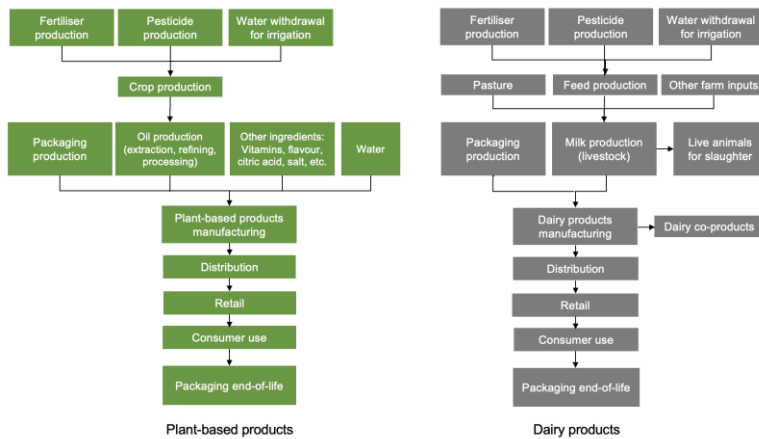 Fertiliser
production
Pesticide
production
Water withdrawal
for irrigation
Crop production
Packaging
production
Oil production
(extraction, refining,
processing)
Other ingredients:
Vitamins, flavour,
citric acid, salt, etc.
Water
Plant-based products
manufacturing
Distribution
Retail
Consumer use
Packaging end-of-life
Plant-based products
Fertiliser
production
Pesticide
production
Water withdrawal
for irrigation
Pasture
Feed production
Other farm inputs
Packaging
production
Milk production
(livestock)
Live animals
for slaughter
Dairy products
manufacturing
Dairy co-products
Distribution
Retail
Consumer use
Packaging end-of-life
Dairy products